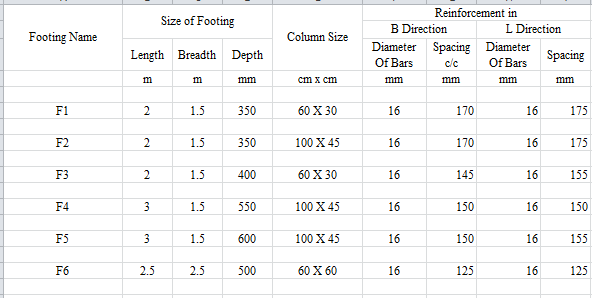 Reinforcement in
Size of Footing
B Direction L Direction
Footing Name Column Size
Length Breadth Depth Diameter Of Bars Spacing c/c Diameter Of Bars Spacing
m m mm cm x cm mm mm mm mm
F1 2 1.5 350 60 X 30 16 170 16 175
F2 2 1.5 350 100 X 45 16 170 16 175
F3 2 1.5 400 60 X 30 16 145 16 155
F4 3 1.5 550 100 X 45 16 150 16 150
F5 3 1.5 600 100 X 45 16 150 16 155
F6 2.5 2.5 500 60 X 60 16 125 16 125